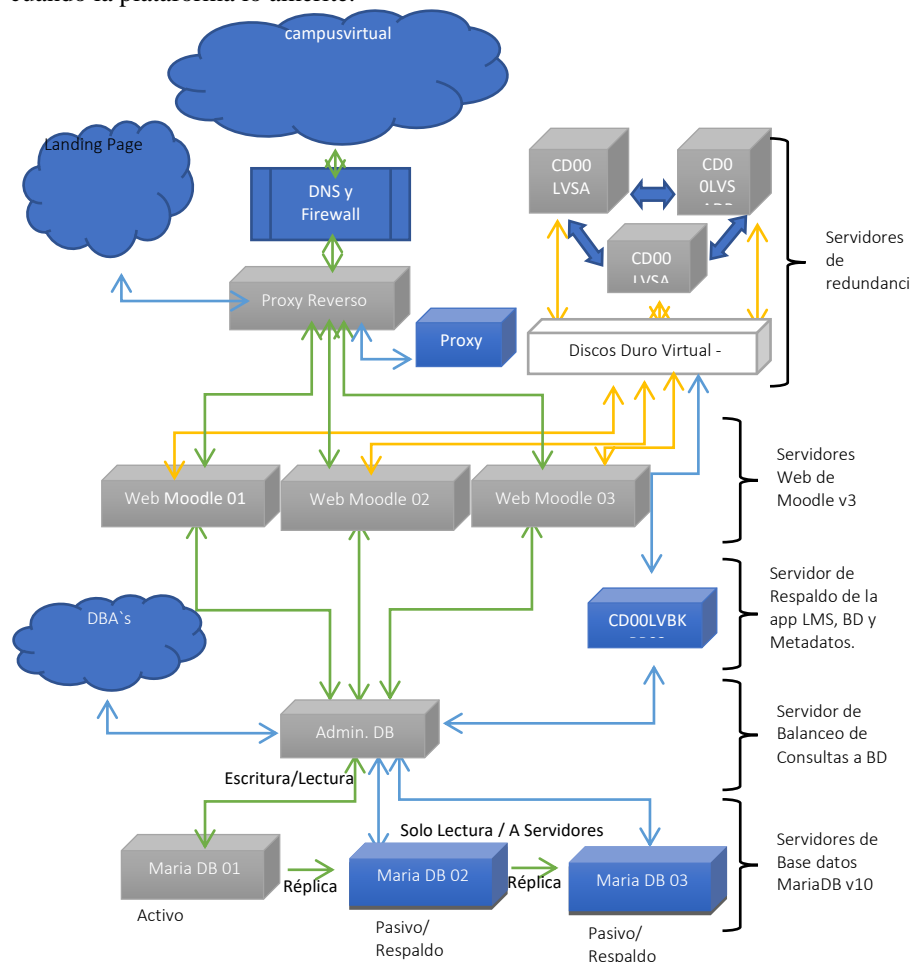 campusvirtual
Landing Page
DNS y
Firewall
CD00
LVSA
CD0
0LVS
CD00
LVSA
Servidores
de
redundanci
Proxy Reverso
Proxy
Discos Duro Virtual -
Servidores
Web de
Moodle v3
Web Moodle 01
Web Moodle 02
Web Moodle 03
Servidor de
Respaldo de la
app LMS, BD y
Metadatos.
DBA`s
CD00LVBK
Servidor de
Balanceo de
Consultas a BD
Admin. DB
Escritura/Lectura
Solo Lectura / A Servidores
Servidores de
Base datos
MariaDB v10
Maria DB 01
Réplica
Maria DB 02
Réplica
Maria DB 03
Activo
Pasivo/
Respaldo
Pasivo/
Respaldo